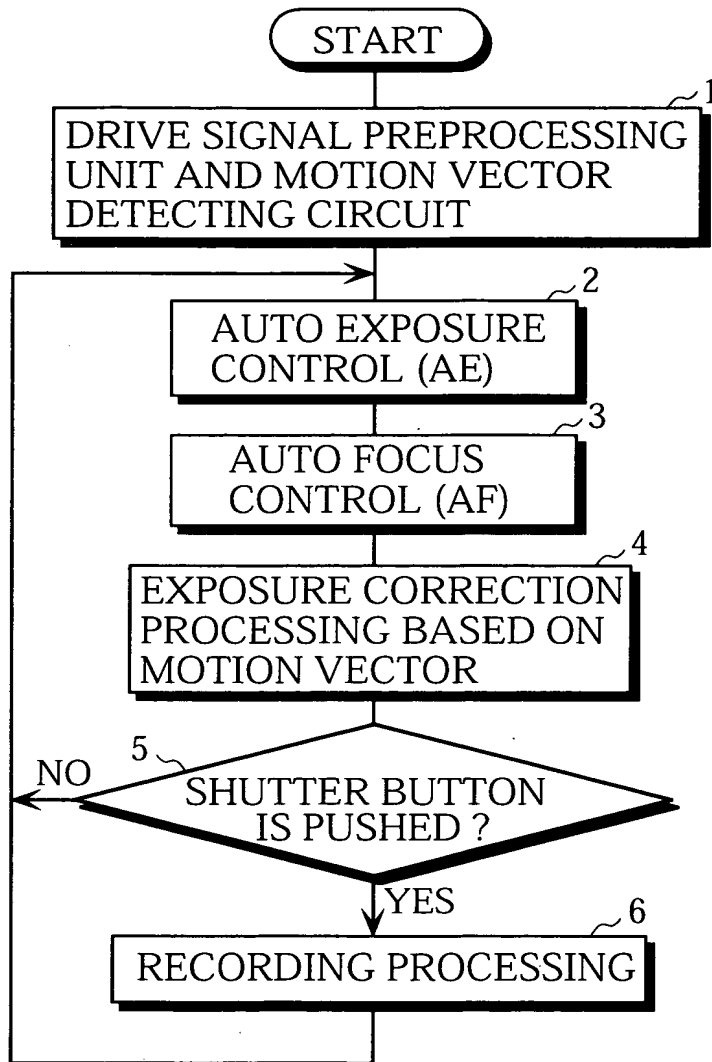 START
1
DRIVE SIGNAL PREPROCESSING
UNIT AND MOTION VECTOR
DETECTING CIRCUIT
2
AUTO EXPOSURE
CONTROL (AE)
3
AUTO FOCUS
CONTROL (AF)
4
EXPOSURE CORRECTION
PROCESSING BASED ON
MOTION VECTOR
5
NO
SHUTTER BUTTON
IS PUSHED ?
YES
6
RECORDING PROCESSING